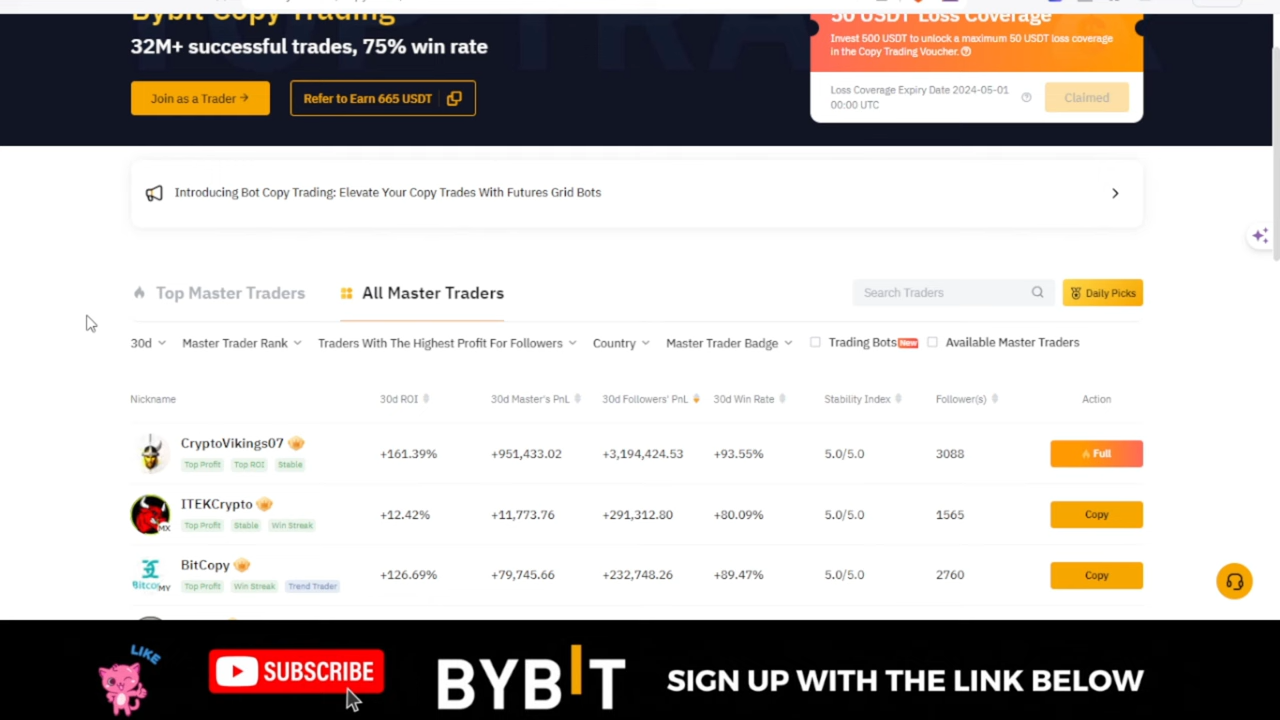 Bybit Copy Trading
32M+ successful trades, 75% win rate
Join as a Trader →
Refer to Earn 665 USDT
50 USDT Loss Coverage
Invest 500 USDT to unlock a maximum 50 USDT loss coverage
in the Copy Trading Voucher.
Loss Coverage Expiry Date 2024-05-01
00:00 UTC
Claimed
Introducing Bot Copy Trading: Elevate Your Copy Trades With Futures Grid Bots
Top Master Traders
All Master Traders
Search Traders
Daily Picks
30d Master Trader Rank Traders With The Highest Profit For Followers Country Master Trader Badge Trading Bots New Available Master Traders
Nickname 30d ROI 30d Master's PnL 30d Followers' PnL 30d Win Rate Stability Index Follower(s) Action
CryptoVikings07
Top Profit Top ROI Stable
+161.39% +951,433.02 +3,194,424.53 +93.55% 5.0/5.0 3088 Full
ITEKCrypto
MX
Top Profit Stable Win Streak
+12.42% +11,773.76 +291,312.80 +80.09% 5.0/5.0 1565 Copy
BitCopy
MY
Top Profit Win Streak Trend Trader
+126.69% +79,745.66 +232,748.26 +89.47% 5.0/5.0 2760 Copy
LIKE
SUBSCRIBE
BYBIT
SIGN UP WITH THE LINK BELOW